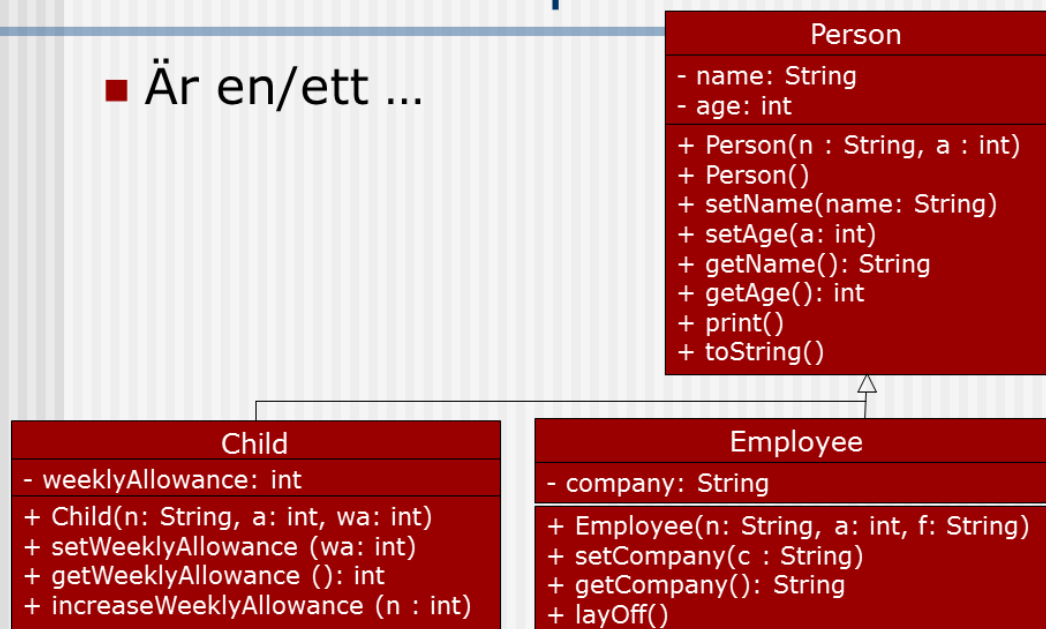 Är en/ett ...
Person
- name: String
- age: int
+ Person(n : String, a : int)
+ Person()
+ setName(name: String)
+ setAge(a: int)
+ getName(): String
+ getAge(): int
+ print()
+ toString()
Child
- weeklyAllowance: int
+ Child(n: String, a: int, wa: int)
+ setWeeklyAllowance (wa: int)
+ getWeeklyAllowance (): int
+ increaseWeeklyAllowance (n : int)
Employee
- company: String
+ Employee(n: String, a: int, f: String)
+ setCompany(c : String)
+ getCompany(): String
+ layOff()